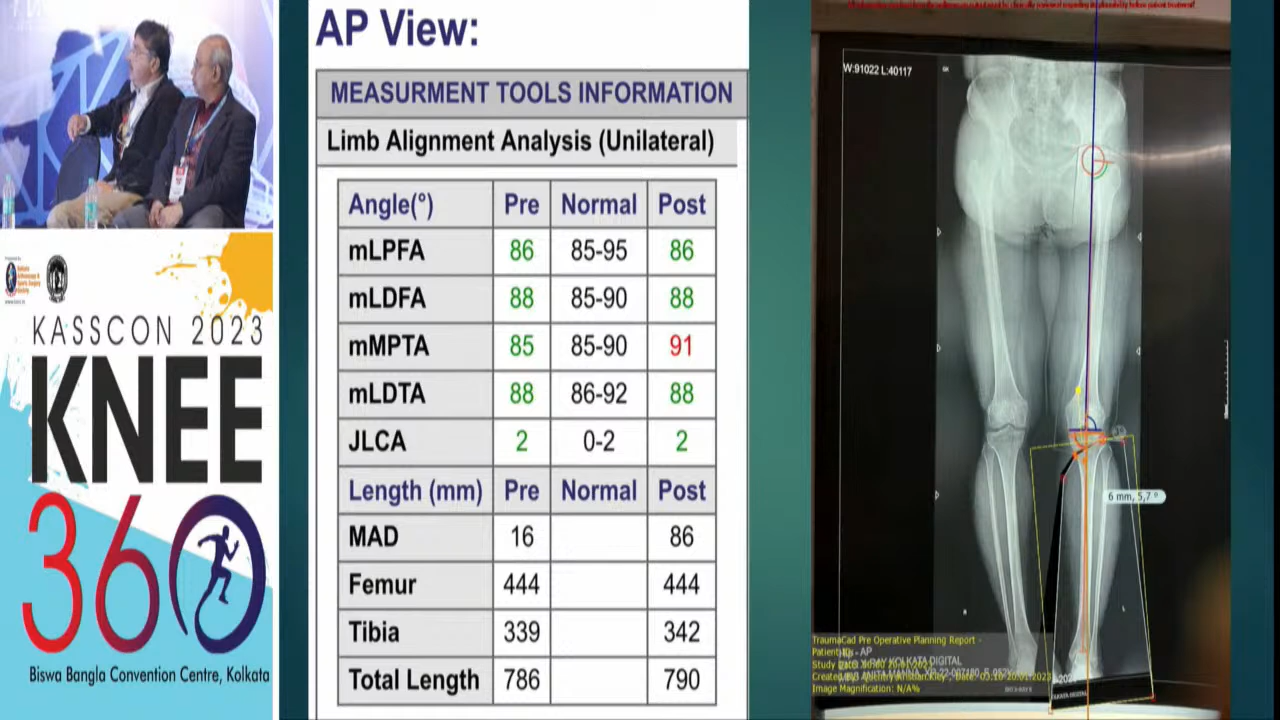 AP View:
MEASURMENT TOOLS INFORMATION
Limb Alignment Analysis (Unilateral)
Angle(°) Pre Normal Post
mLPFA 86 85-95 86
mLDFA 88 85-90 88
mMPTA 85 85-90 91
mLDTA 88 86-92 88
JLCA 2 0-2 2
Length (mm) Pre Normal Post
MAD 16 86
Femur 444 444
Tibia 339 342
Total Length 786 790
KASSCON 2023
KNEE
360
Biswa Bangla Convention Centre, Kolkata
W:91022 L:40117
6 mm, 5,7 °
R
L
TraumaCad Pre Operative Planning Report -
AP
KOLKATA DIGITAL
Image Magnification: N/A%